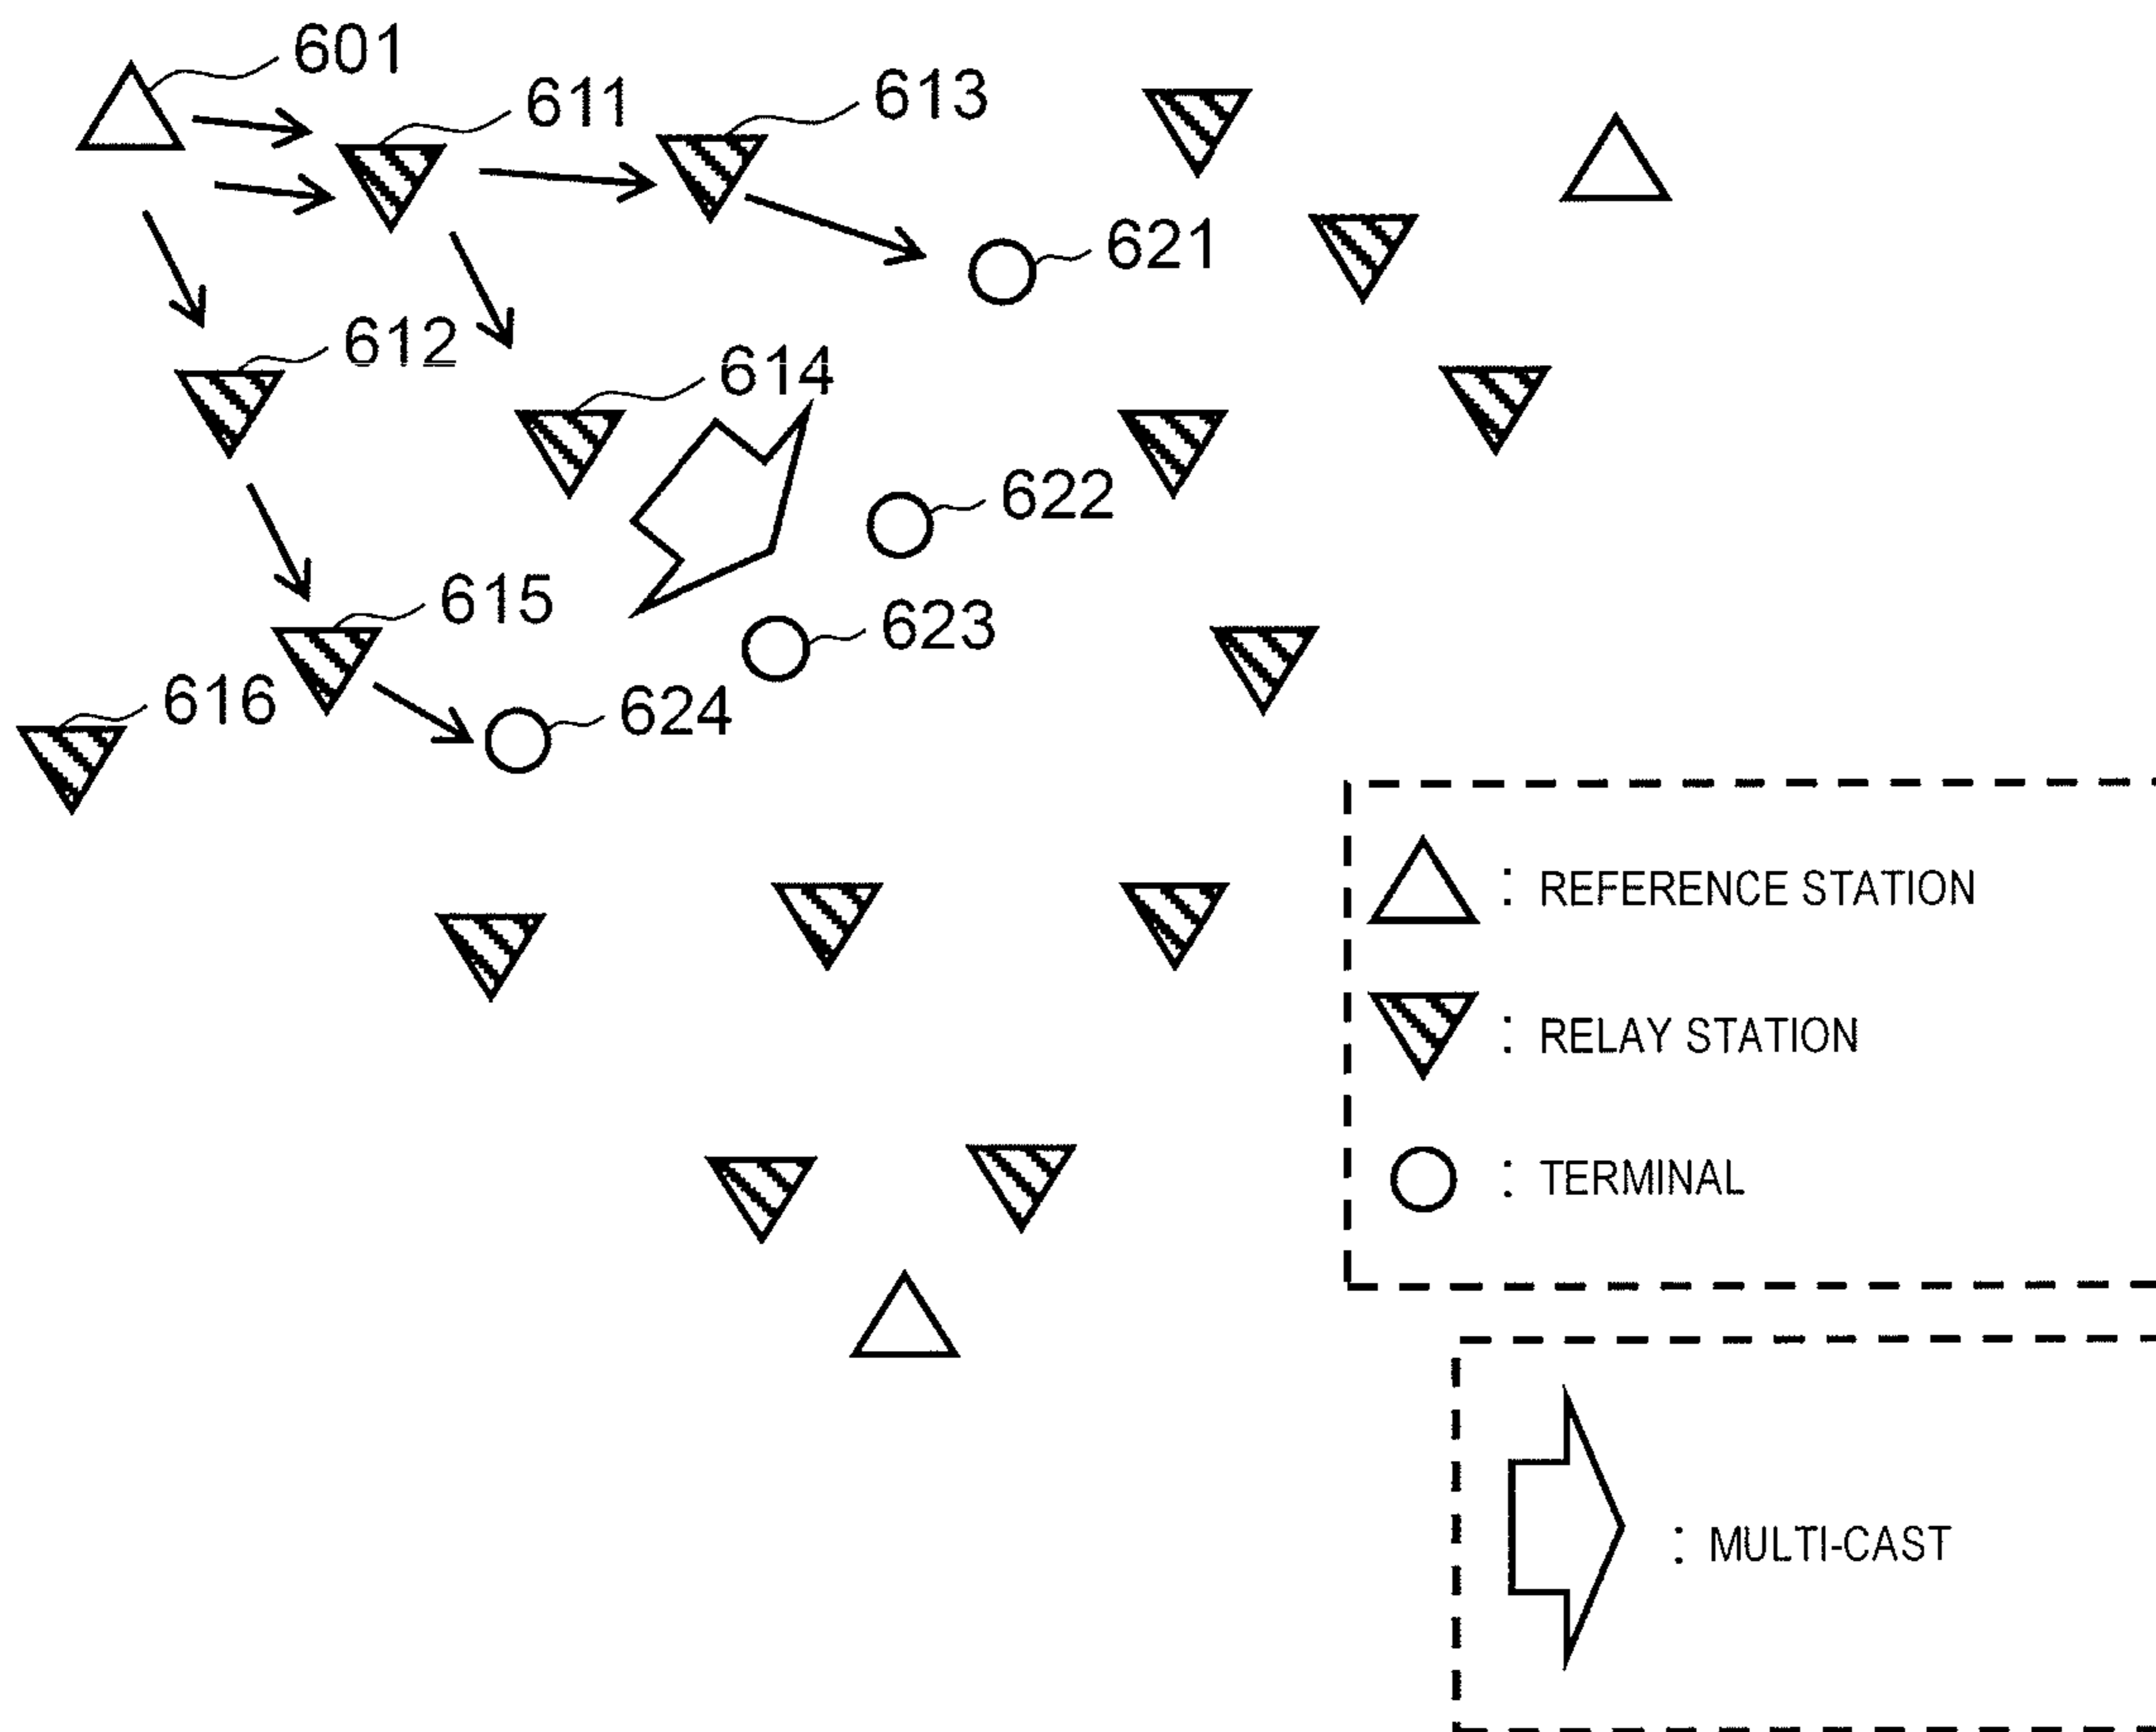 601
611
613
621
612
614
622
615
623
616
624
: REFERENCE STATION
: RELAY STATION
: TERMINAL
: MULTI-CAST